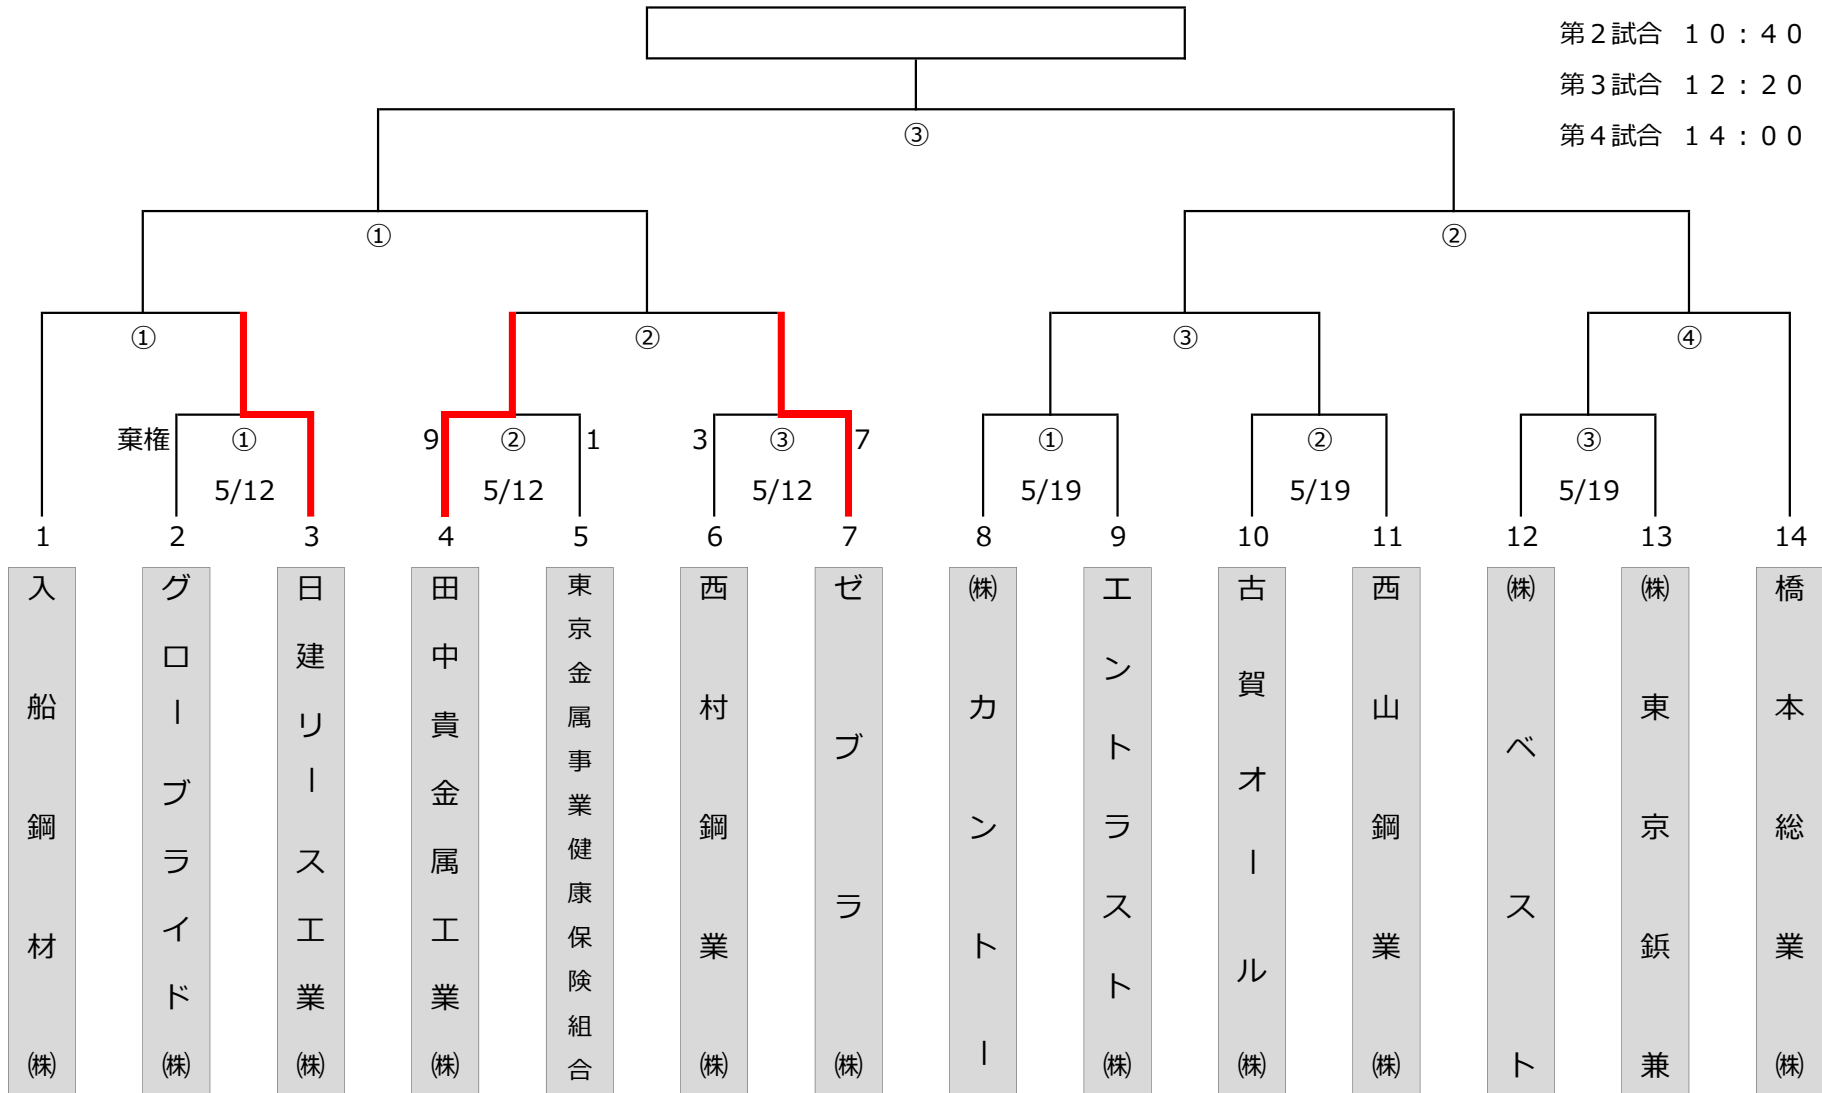 第２試合 １０：４０
第３試合 １２：２０
第４試合 １４：００
③
① ②
① ② ③ ④
棄権 ① 9 ② 1 3 ③ 7 ① ② ③
5/12 5/12 5/12 5/19 5/19 5/19
1 2 3 4 5 6 7 8 9 10 11 12 13 14
入船鋼材㈱
グローブライド㈱
日建リース工業㈱
田中貴金属工業㈱
東京金属事業健康保険組合
西村鋼業㈱
ゼブラ㈱
㈱カントー
エントラスト㈱
古賀オール㈱
西山鋼業㈱
㈱ベスト
㈱東京鋲兼
橋本総業㈱